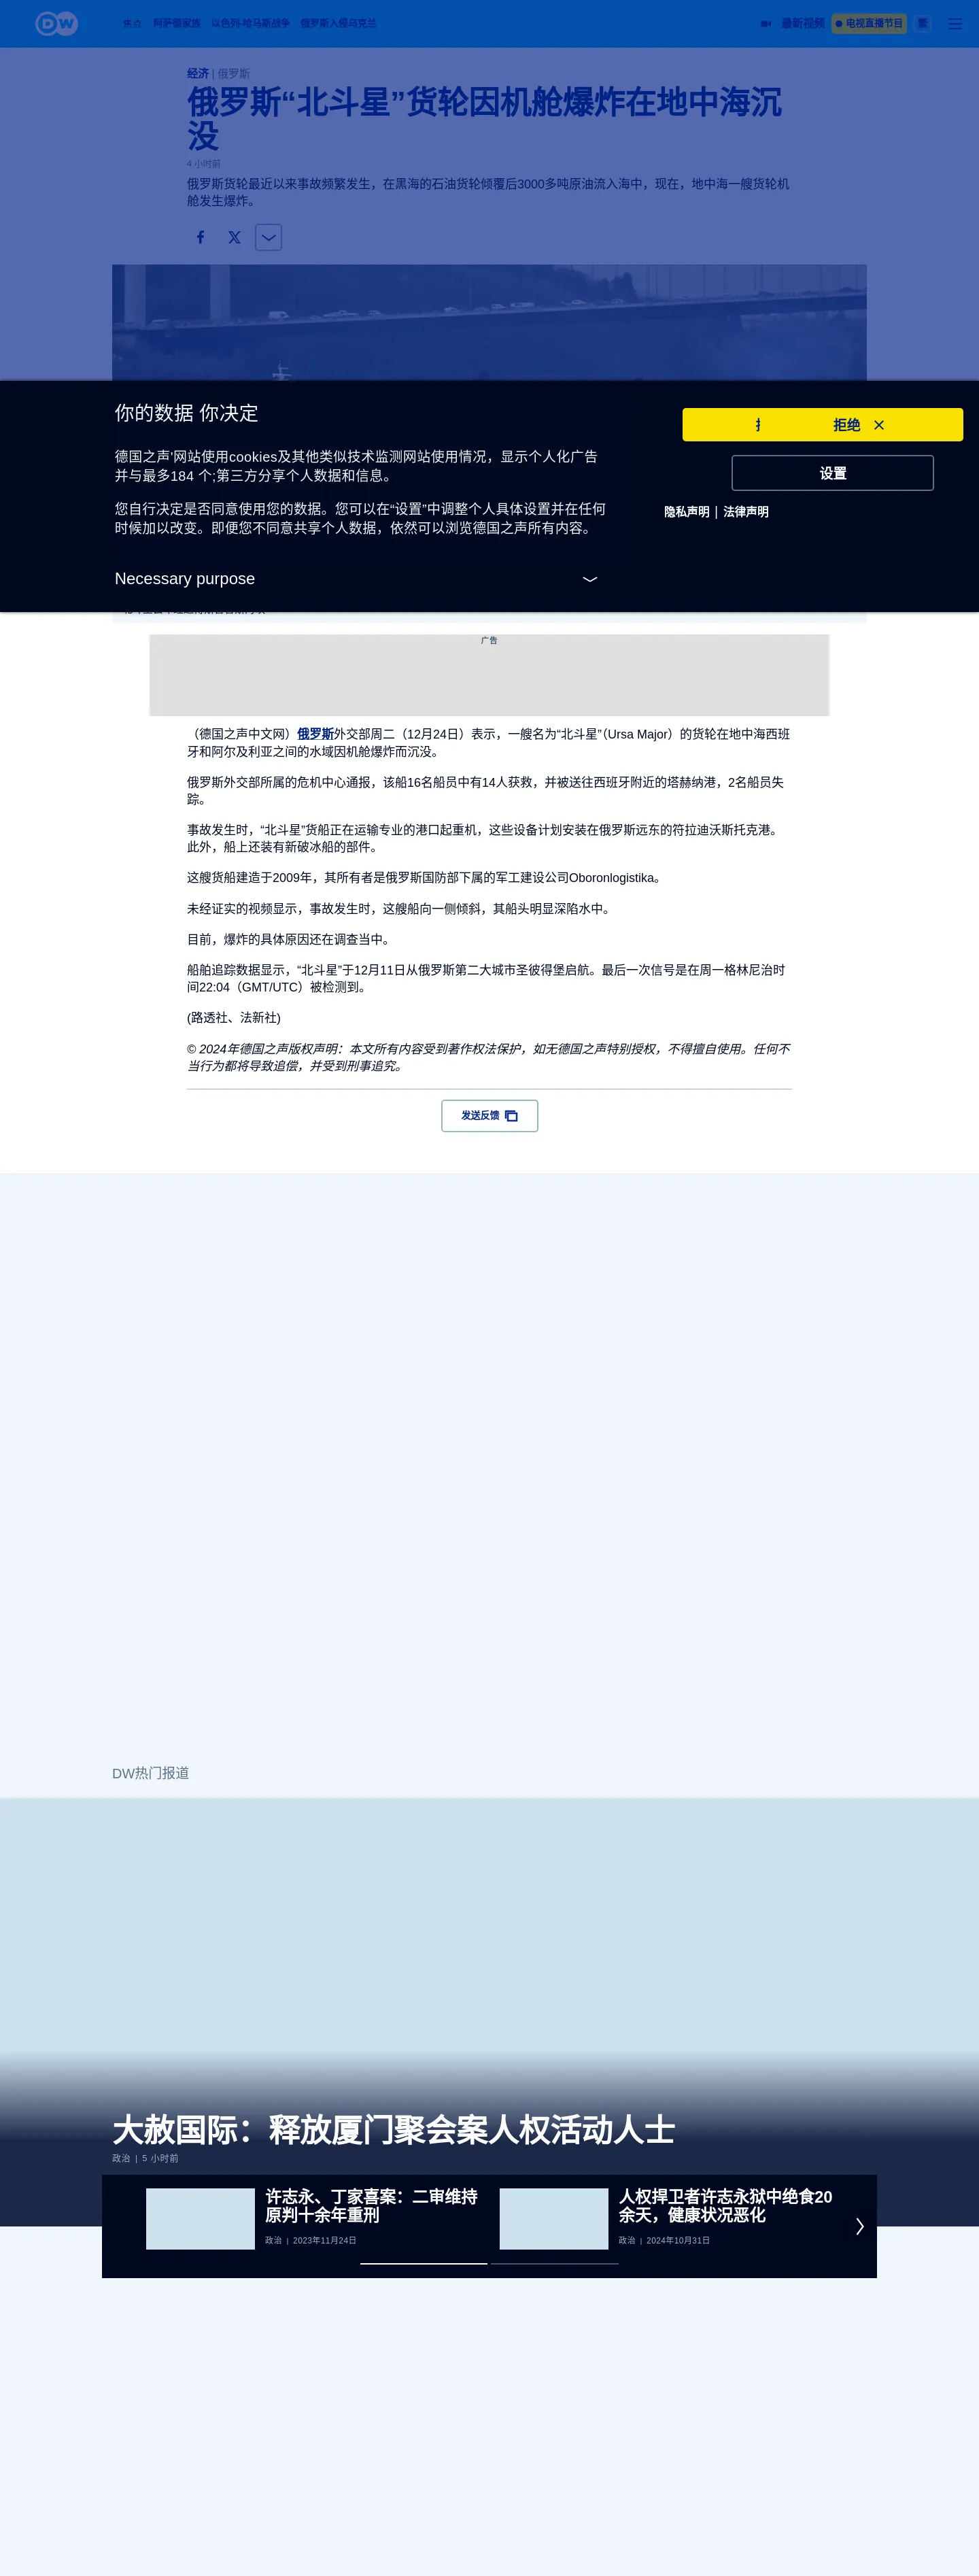 DW
焦点 阿萨德家族 以色列-哈马斯战争 俄罗斯入侵乌克兰 最新视频 电视直播节目 繁
经济 | 俄罗斯
俄罗斯“北斗星”货轮因机舱爆炸在地中海沉
没
4 小时前
俄罗斯货轮最近以来事故频繁发生，在黑海的石油货轮倾覆后3000多吨原油流入海中，现在，地中海一艘货轮机
舱发生爆炸。
你的数据 你决定
拒绝
德国之声'网站使用cookies及其他类似技术监测网站使用情况，显示个人化广告
并与最多184 个;第三方分享个人数据和信息。
设置
您自行决定是否同意使用您的数据。您可以在“设置”中调整个人具体设置并在任何
时候加以改变。即便您不同意共享个人数据，依然可以浏览德国之声所有内容。
隐私声明 | 法律声明
Necessary purpose
广告
（德国之声中文网）俄罗斯外交部周二（12月24日）表示，一艘名为“北斗星”（Ursa Major）的货轮在地中海西班
牙和阿尔及利亚之间的水域因机舱爆炸而沉没。
俄罗斯外交部所属的危机中心通报，该船16名船员中有14人获救，并被送往西班牙附近的塔赫纳港，2名船员失
踪。
事故发生时，“北斗星”货船正在运输专业的港口起重机，这些设备计划安装在俄罗斯远东的符拉迪沃斯托克港。
此外，船上还装有新破冰船的部件。
这艘货船建造于2009年，其所有者是俄罗斯国防部下属的军工建设公司Oboronlogistika。
未经证实的视频显示，事故发生时，这艘船向一侧倾斜，其船头明显深陷水中。
目前，爆炸的具体原因还在调查当中。
船舶追踪数据显示，“北斗星”于12月11日从俄罗斯第二大城市圣彼得堡启航。最后一次信号是在周一格林尼治时
间22:04（GMT/UTC）被检测到。
(路透社、法新社)
© 2024年德国之声版权声明：本文所有内容受到著作权法保护，如无德国之声特别授权，不得擅自使用。任何不
当行为都将导致追偿，并受到刑事追究。
发送反馈
DW热门报道
大赦国际：释放厦门聚会案人权活动人士
政治 | 5 小时前
许志永、丁家喜案：二审维持
原判十余年重刑
政治 | 2023年11月24日
人权捍卫者许志永狱中绝食20
余天，健康状况恶化
政治 | 2024年10月31日